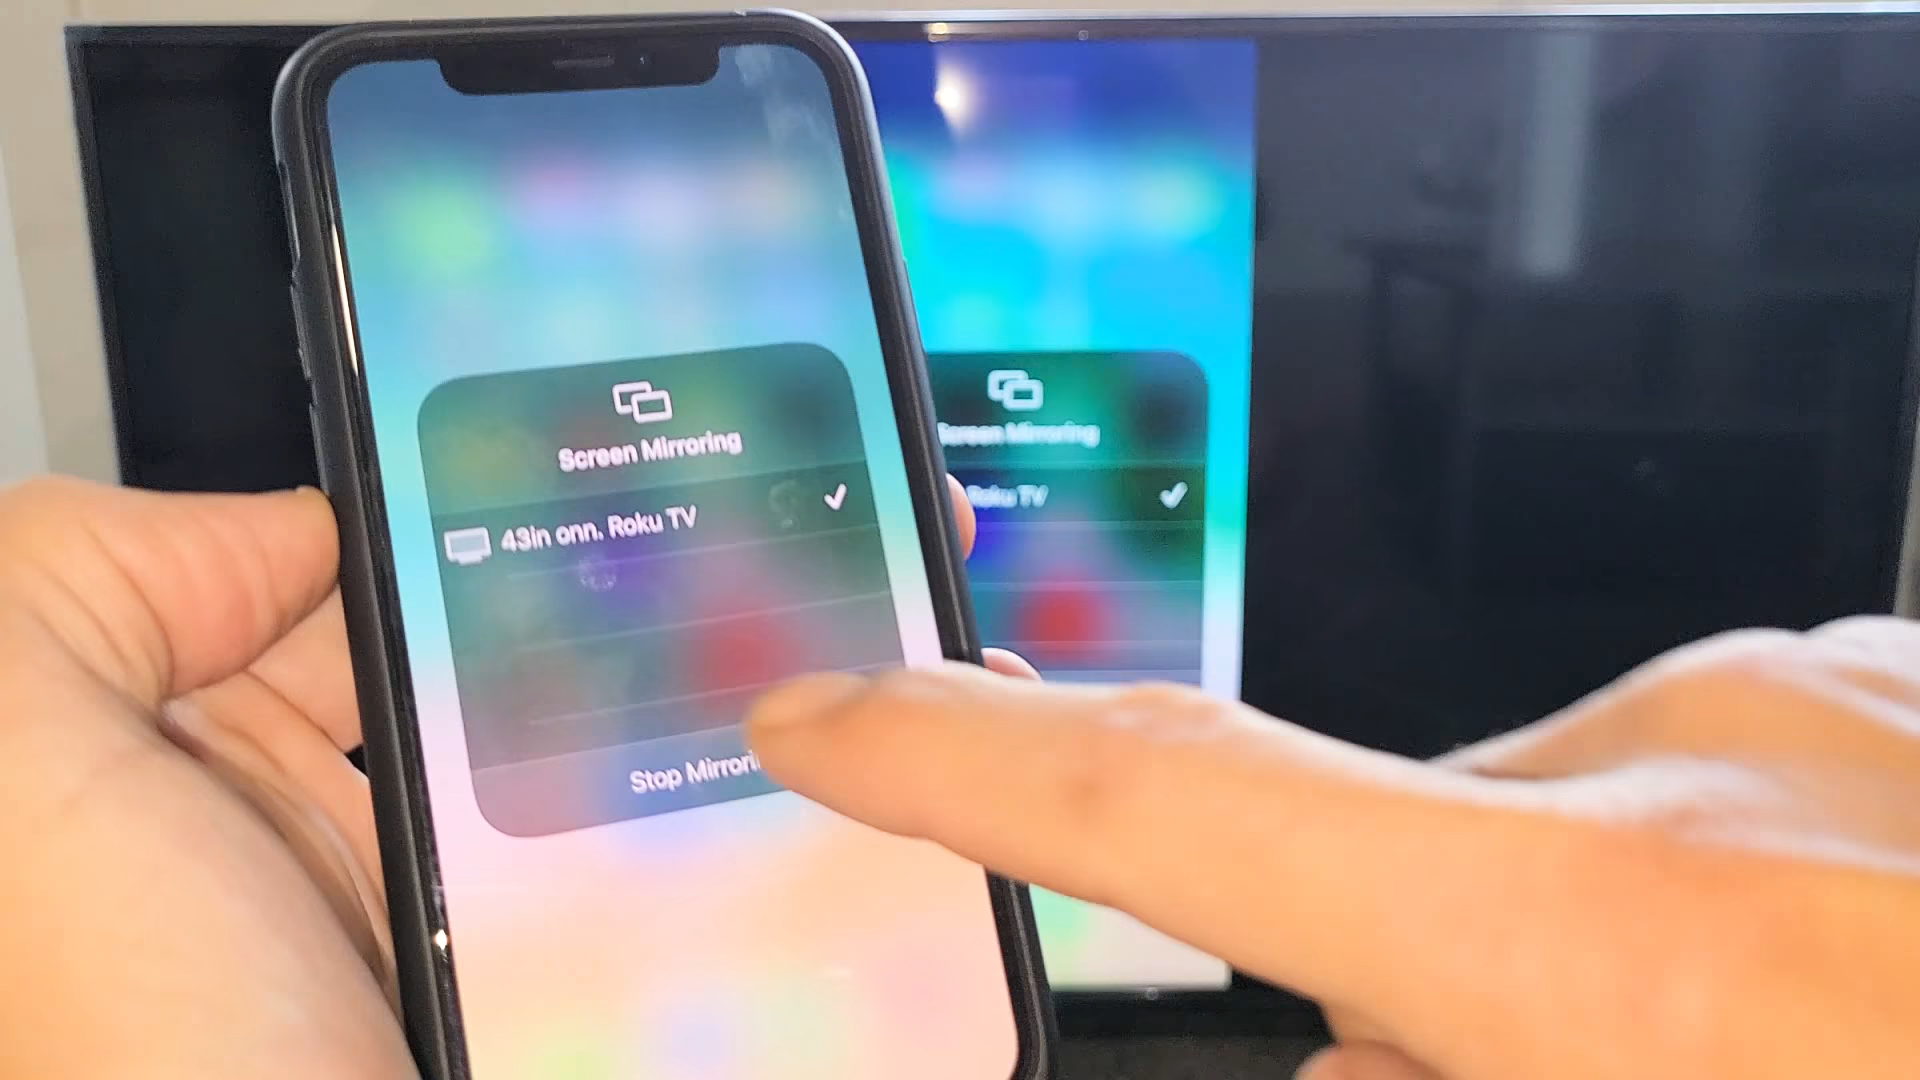 Screen Mirroring
43in onn. Roku TV
Stop Mirrori
Screen Mirroring
Roku TV